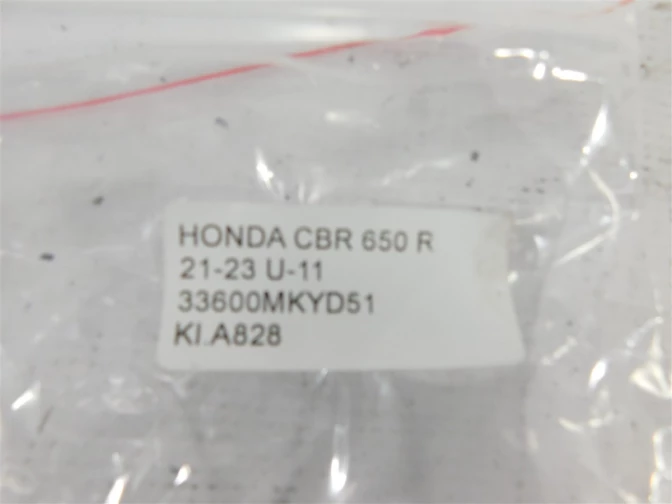 HONDA CBR 650 R
21-23 U-11
33600MKYD51
KI.A828